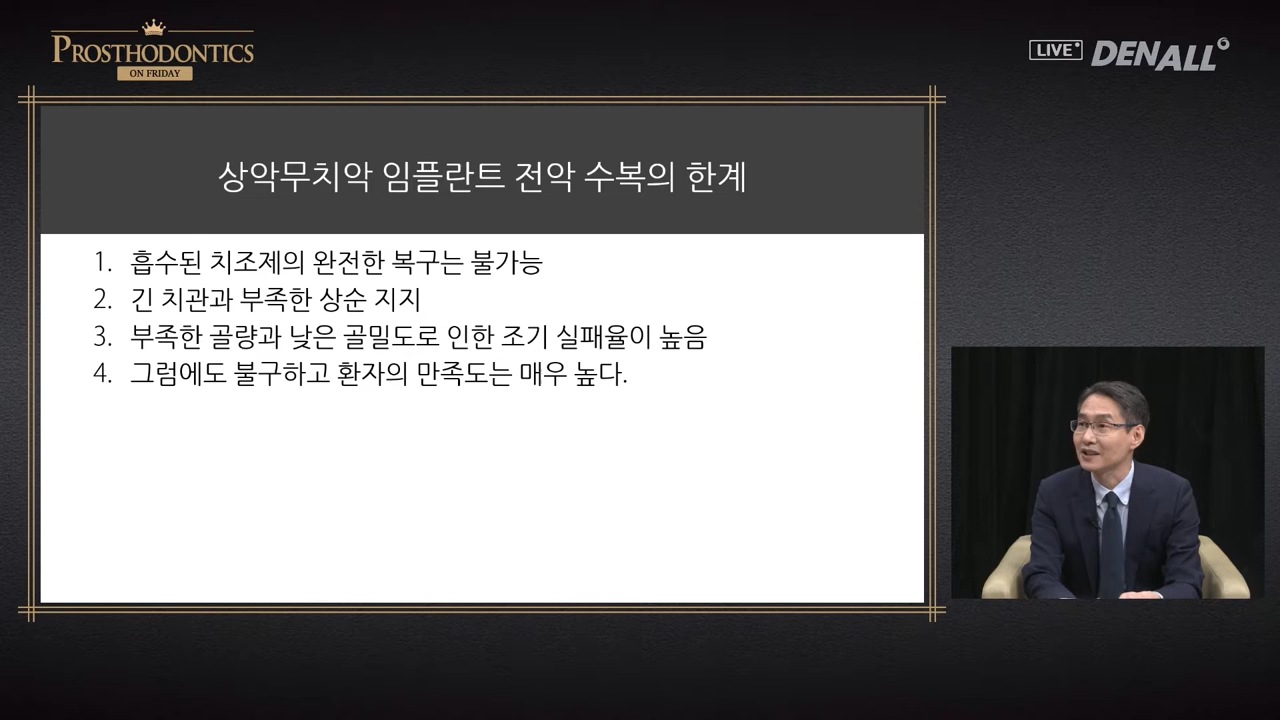 PROSTHODONTICS
ON FRIDAY
LIVE
DENALL
상악무치악 임플란트 전악 수복의 한계
1. 흡수된 치조제의 완전한 복구는 불가능
2. 긴 치관과 부족한 상순 지지
3. 부족한 골량과 낮은 골밀도로 인한 조기 실패율이 높음
4. 그럼에도 불구하고 환자의 만족도는 매우 높다.